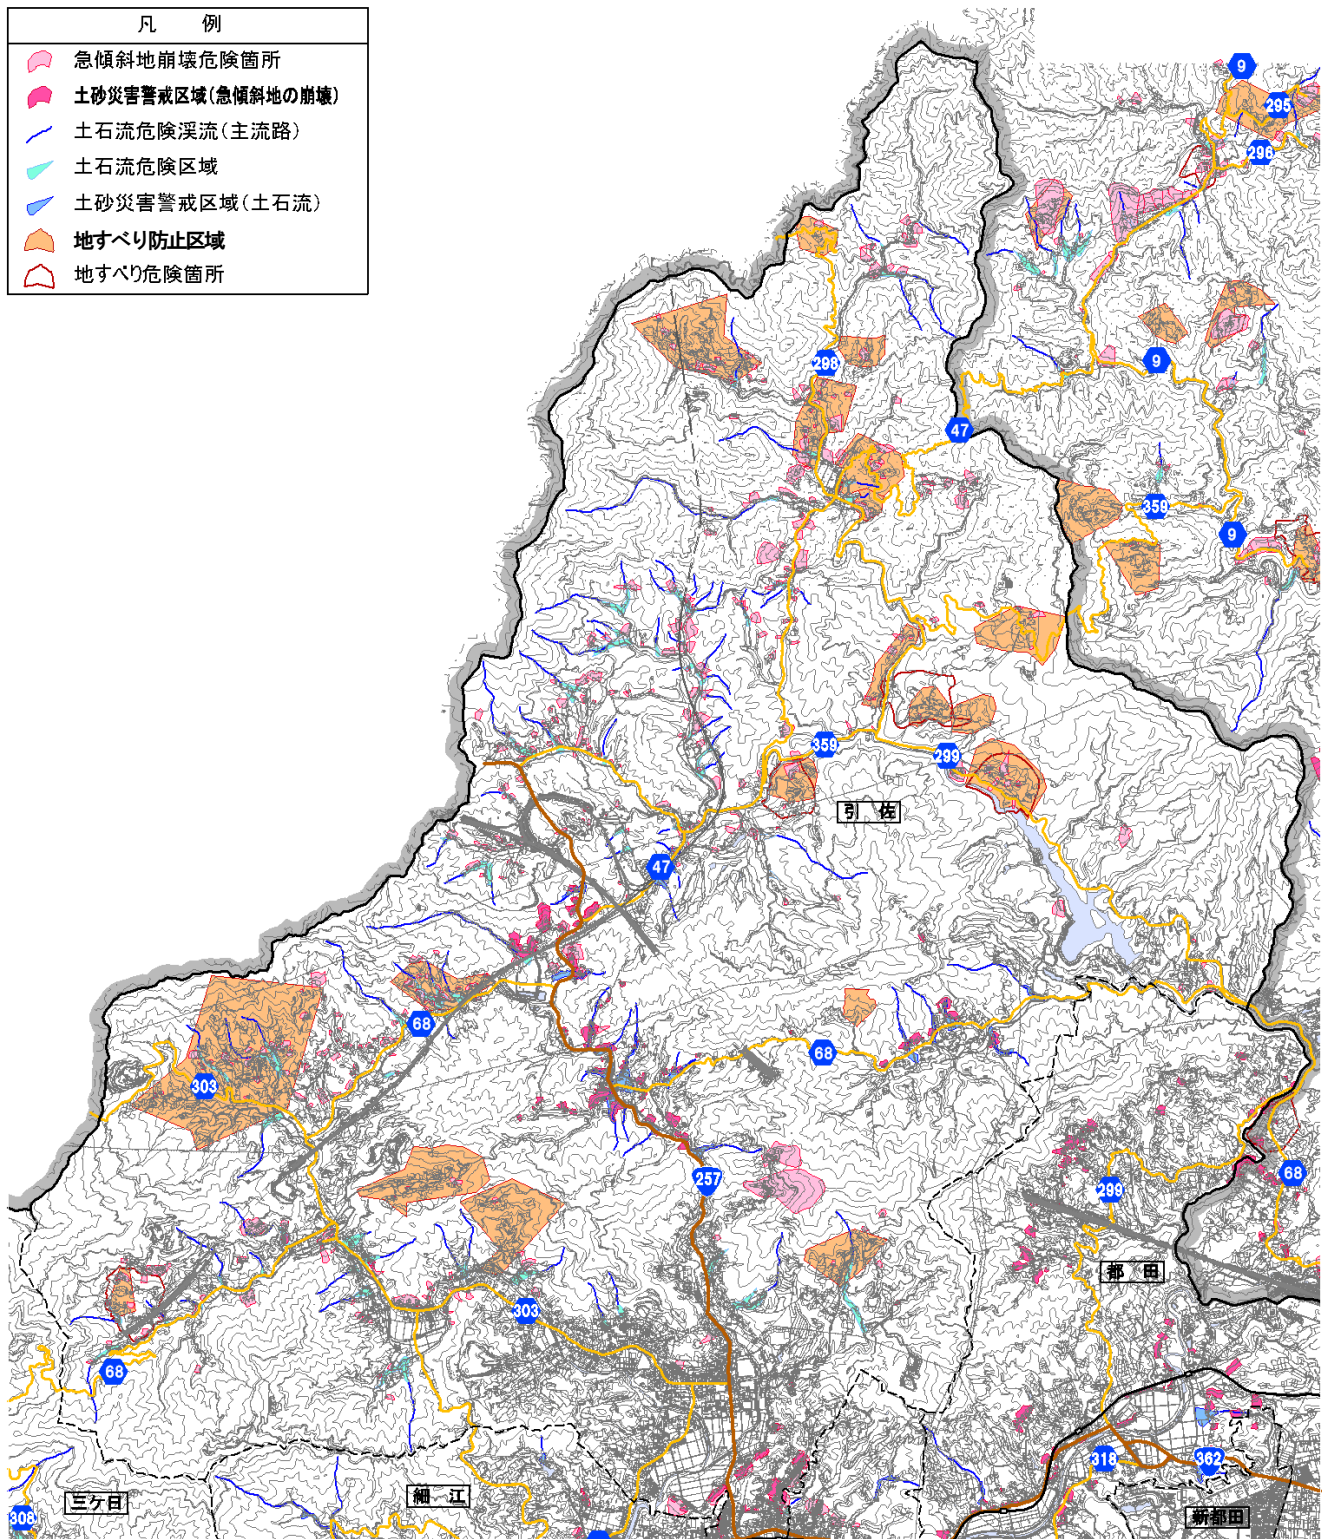 凡 例
急傾斜地崩壊危険箇所
土砂災害警戒区域(急傾斜地の崩壊)
土石流危険渓流(主流路)
土石流危険区域
土砂災害警戒区域(土石流)
地すべり防止区域
地すべり危険箇所
9
295
296
298
9
47
359
9
359
299
引 佐
47
68
303
68
257
68
299
都 田
303
68
318
362
三ケ日
細 江
308
新都田